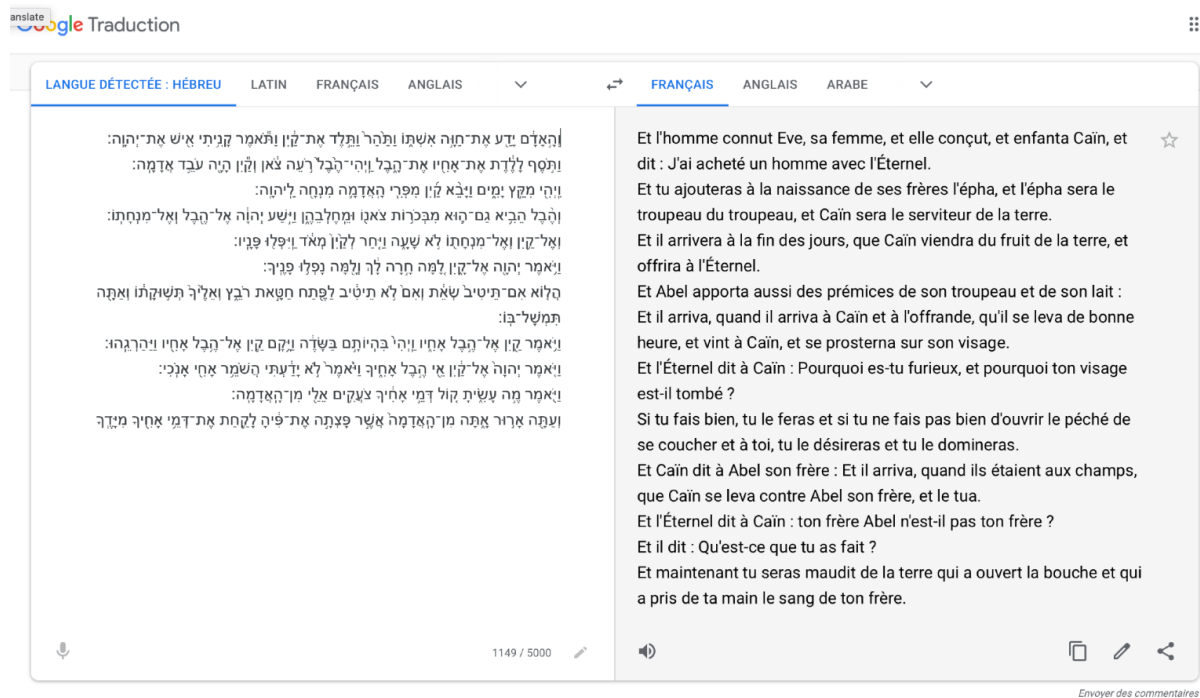 anslate
Google Traduction
LANGUE DÉTECTÉE : HÉBREU LATIN FRANÇAIS ANGLAIS FRANÇAIS ANGLAIS ARABE
וְהָ֣אָדָ֔ם יָדַ֖ע אֶת־חַוָּ֣ה אִשְׁתּ֑וֹ וַתַּ֙הַר֙ וַתֵּ֣לֶד אֶת־קַ֔יִן וַתֹּ֕אמֶר קָנִ֥יתִי אִ֖ישׁ אֶת־יְהוָֽה׃
וַתֹּ֣סֶף לָלֶ֔דֶת אֶת־אָחִ֖יו אֶת־הָ֑בֶל וַֽיְהִי־הֶ֙בֶל֙ רֹ֣עֵה צֹ֔אן וְקַ֕יִן הָיָ֖ה עֹבֵ֥ד אֲדָמָֽה׃
וַֽיְהִ֖י מִקֵּ֣ץ יָמִ֑ים וַיָּבֵ֨א קַ֜יִן מִפְּרִ֧י הָֽאֲדָמָ֛ה מִנְחָ֖ה לַֽיהוָֽה׃
וְהֶ֨בֶל הֵבִ֥יא גַם־ה֛וּא מִבְּכֹר֥וֹת צֹאנ֖וֹ וּמֵֽחֶלְבֵהֶ֑ן וַיִּ֣שַׁע יְהוָ֔ה אֶל־הֶ֖בֶל וְאֶל־מִנְחָתֽוֹ׃
וְאֶל־קַ֥יִן וְאֶל־מִנְחָת֖וֹ לֹ֣א שָׁעָ֑ה וַיִּ֤חַר לְקַ֙יִן֙ מְאֹ֔ד וַֽיִּפְּל֖וּ פָּנָֽיו׃
וַיֹּ֥אמֶר יְהוָ֖ה אֶל־קָ֑יִן לָ֚מָּה חָ֣רָה לָ֔ךְ וְלָ֖מָּה נָפְל֥וּ פָנֶֽיךָ׃
הֲל֤וֹא אִם־תֵּיטִיב֙ שְׂאֵ֔ת וְאִם֙ לֹ֣א תֵיטִ֔יב לַפֶּ֖תַח חַטָּ֣את רֹבֵ֑ץ וְאֵלֶ֙יךָ֙ תְּשׁ֣וּקָת֔וֹ וְאַתָּ֖ה
תִּמְשָׁל־בּֽוֹ׃
וַיֹּ֥אמֶר קַ֖יִן אֶל־הֶ֣בֶל אָחִ֑יו וַֽיְהִי֙ בִּהְיוֹתָ֣ם בַּשָּׂדֶ֔ה וַיָּ֥קָם קַ֛יִן אֶל־הֶ֥בֶל אָחִ֖יו וַיַּהַרְגֵֽהוּ׃
וַיֹּ֤אמֶר יְהוָה֙ אֶל־קַ֔יִן אֵ֖י הֶ֣בֶל אָחִ֑יךָ וַיֹּ֙אמֶר֙ לֹ֣א יָדַ֔עְתִּי הֲשֹׁמֵ֥ר אָחִ֖י אָנֹֽכִי׃
וַיֹּ֖אמֶר מֶ֣ה עָשִׂ֑יתָ ק֚וֹל דְּמֵ֣י אָחִ֔יךָ צֹעֲקִ֥ים אֵלַ֖י מִן־הָֽאֲדָמָֽה׃
וְעַתָּ֖ה אָר֣וּר אָ֑תָּה מִן־הָֽאֲדָמָה֙ אֲשֶׁ֣ר פָּצְתָ֣ה אֶת־פִּ֔יהָ לָקַ֛חַת אֶת־דְּמֵ֥י אָחִ֖יךָ מִיָּדֶֽךָ
1149 / 5000
Et l'homme connut Eve, sa femme, et elle conçut, et enfanta Caïn, et
dit : J'ai acheté un homme avec l'Éternel.
Et tu ajouteras à la naissance de ses frères l'épha, et l'épha sera le
troupeau du troupeau, et Caïn sera le serviteur de la terre.
Et il arrivera à la fin des jours, que Caïn viendra du fruit de la terre, et
offrira à l'Éternel.
Et Abel apporta aussi des prémices de son troupeau et de son lait :
Et il arriva, quand il arriva à Caïn et à l'offrande, qu'il se leva de bonne
heure, et vint à Caïn, et se prosterna sur son visage.
Et l'Éternel dit à Caïn : Pourquoi es-tu furieux, et pourquoi ton visage
est-il tombé ?
Si tu fais bien, tu le feras et si tu ne fais pas bien d'ouvrir le péché de
se coucher et à toi, tu le désireras et tu le domineras.
Et Caïn dit à Abel son frère : Et il arriva, quand ils étaient aux champs,
que Caïn se leva contre Abel son frère, et le tua.
Et l'Éternel dit à Caïn : ton frère Abel n'est-il pas ton frère ?
Et il dit : Qu'est-ce que tu as fait ?
Et maintenant tu seras maudit de la terre qui a ouvert la bouche et qui
a pris de ta main le sang de ton frère.
Envoyer des commentaires